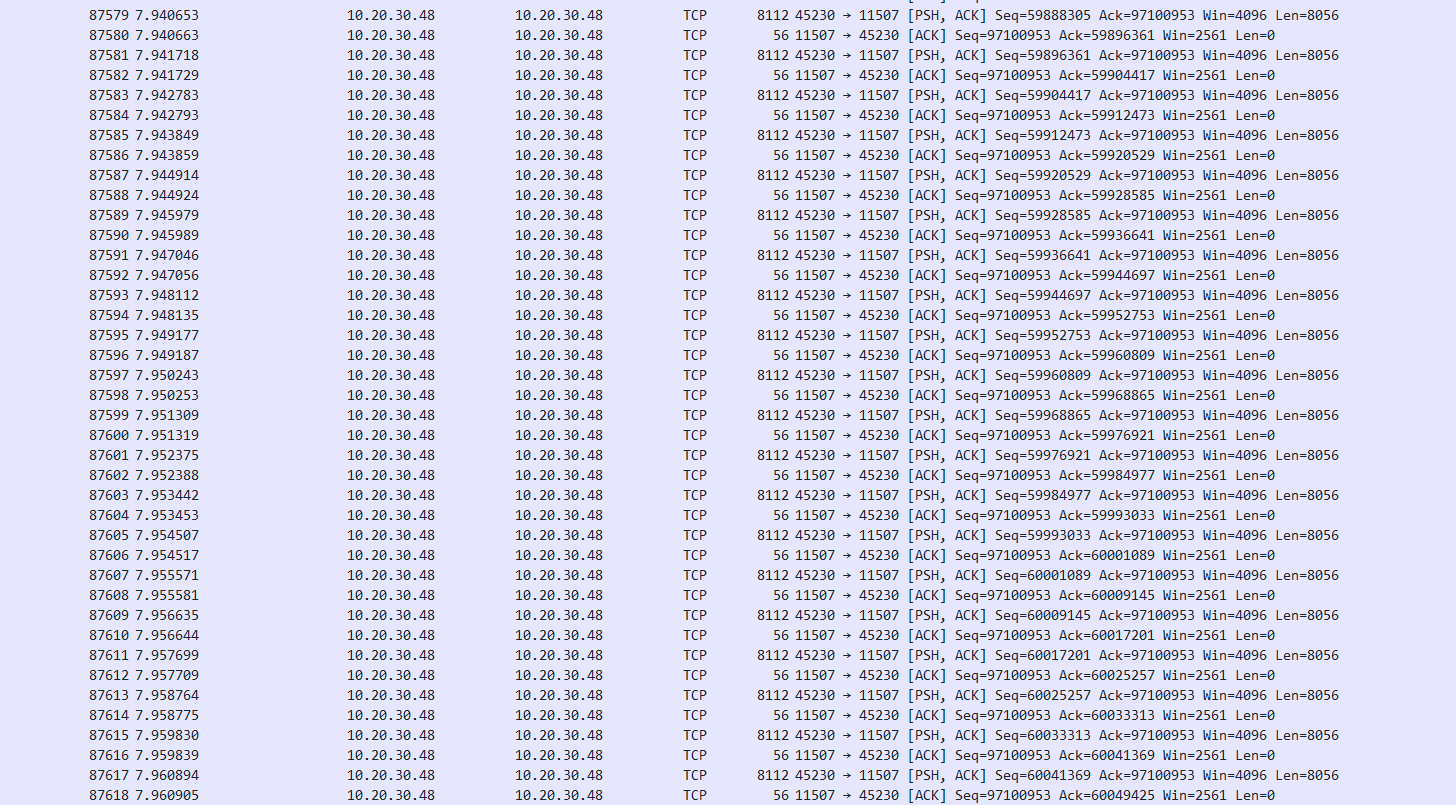 87579 7.940653 10.20.30.48 10.20.30.48 TCP 8112 45230 → 11507 [PSH, ACK] Seq=59888305 Ack=97100953 Win=4096 Len=8056
87580 7.940663 10.20.30.48 10.20.30.48 TCP 56 11507 → 45230 [ACK] Seq=97100953 Ack=59896361 Win=2561 Len=0
87581 7.941718 10.20.30.48 10.20.30.48 TCP 8112 45230 → 11507 [PSH, ACK] Seq=59896361 Ack=97100953 Win=4096 Len=8056
87582 7.941729 10.20.30.48 10.20.30.48 TCP 56 11507 → 45230 [ACK] Seq=97100953 Ack=59904417 Win=2561 Len=0
87583 7.942783 10.20.30.48 10.20.30.48 TCP 8112 45230 → 11507 [PSH, ACK] Seq=59904417 Ack=97100953 Win=4096 Len=8056
87584 7.942793 10.20.30.48 10.20.30.48 TCP 56 11507 → 45230 [ACK] Seq=97100953 Ack=59912473 Win=2561 Len=0
87585 7.943849 10.20.30.48 10.20.30.48 TCP 8112 45230 → 11507 [PSH, ACK] Seq=59912473 Ack=97100953 Win=4096 Len=8056
87586 7.943859 10.20.30.48 10.20.30.48 TCP 56 11507 → 45230 [ACK] Seq=97100953 Ack=59920529 Win=2561 Len=0
87587 7.944914 10.20.30.48 10.20.30.48 TCP 8112 45230 → 11507 [PSH, ACK] Seq=59920529 Ack=97100953 Win=4096 Len=8056
87588 7.944924 10.20.30.48 10.20.30.48 TCP 56 11507 → 45230 [ACK] Seq=97100953 Ack=59928585 Win=2561 Len=0
87589 7.945979 10.20.30.48 10.20.30.48 TCP 8112 45230 → 11507 [PSH, ACK] Seq=59928585 Ack=97100953 Win=4096 Len=8056
87590 7.945989 10.20.30.48 10.20.30.48 TCP 56 11507 → 45230 [ACK] Seq=97100953 Ack=59936641 Win=2561 Len=0
87591 7.947046 10.20.30.48 10.20.30.48 TCP 8112 45230 → 11507 [PSH, ACK] Seq=59936641 Ack=97100953 Win=4096 Len=8056
87592 7.947056 10.20.30.48 10.20.30.48 TCP 56 11507 → 45230 [ACK] Seq=97100953 Ack=59944697 Win=2561 Len=0
87593 7.948112 10.20.30.48 10.20.30.48 TCP 8112 45230 → 11507 [PSH, ACK] Seq=59944697 Ack=97100953 Win=4096 Len=8056
87594 7.948135 10.20.30.48 10.20.30.48 TCP 56 11507 → 45230 [ACK] Seq=97100953 Ack=59952753 Win=2561 Len=0
87595 7.949177 10.20.30.48 10.20.30.48 TCP 8112 45230 → 11507 [PSH, ACK] Seq=59952753 Ack=97100953 Win=4096 Len=8056
87596 7.949187 10.20.30.48 10.20.30.48 TCP 56 11507 → 45230 [ACK] Seq=97100953 Ack=59960809 Win=2561 Len=0
87597 7.950243 10.20.30.48 10.20.30.48 TCP 8112 45230 → 11507 [PSH, ACK] Seq=59960809 Ack=97100953 Win=4096 Len=8056
87598 7.950253 10.20.30.48 10.20.30.48 TCP 56 11507 → 45230 [ACK] Seq=97100953 Ack=59968865 Win=2561 Len=0
87599 7.951309 10.20.30.48 10.20.30.48 TCP 8112 45230 → 11507 [PSH, ACK] Seq=59968865 Ack=97100953 Win=4096 Len=8056
87600 7.951319 10.20.30.48 10.20.30.48 TCP 56 11507 → 45230 [ACK] Seq=97100953 Ack=59976921 Win=2561 Len=0
87601 7.952375 10.20.30.48 10.20.30.48 TCP 8112 45230 → 11507 [PSH, ACK] Seq=59976921 Ack=97100953 Win=4096 Len=8056
87602 7.952388 10.20.30.48 10.20.30.48 TCP 56 11507 → 45230 [ACK] Seq=97100953 Ack=59984977 Win=2561 Len=0
87603 7.953442 10.20.30.48 10.20.30.48 TCP 8112 45230 → 11507 [PSH, ACK] Seq=59984977 Ack=97100953 Win=4096 Len=8056
87604 7.953453 10.20.30.48 10.20.30.48 TCP 56 11507 → 45230 [ACK] Seq=97100953 Ack=59993033 Win=2561 Len=0
87605 7.954507 10.20.30.48 10.20.30.48 TCP 8112 45230 → 11507 [PSH, ACK] Seq=59993033 Ack=97100953 Win=4096 Len=8056
87606 7.954517 10.20.30.48 10.20.30.48 TCP 56 11507 → 45230 [ACK] Seq=97100953 Ack=60001089 Win=2561 Len=0
87607 7.955571 10.20.30.48 10.20.30.48 TCP 8112 45230 → 11507 [PSH, ACK] Seq=60001089 Ack=97100953 Win=4096 Len=8056
87608 7.955581 10.20.30.48 10.20.30.48 TCP 56 11507 → 45230 [ACK] Seq=97100953 Ack=60009145 Win=2561 Len=0
87609 7.956635 10.20.30.48 10.20.30.48 TCP 8112 45230 → 11507 [PSH, ACK] Seq=60009145 Ack=97100953 Win=4096 Len=8056
87610 7.956644 10.20.30.48 10.20.30.48 TCP 56 11507 → 45230 [ACK] Seq=97100953 Ack=60017201 Win=2561 Len=0
87611 7.957699 10.20.30.48 10.20.30.48 TCP 8112 45230 → 11507 [PSH, ACK] Seq=60017201 Ack=97100953 Win=4096 Len=8056
87612 7.957709 10.20.30.48 10.20.30.48 TCP 56 11507 → 45230 [ACK] Seq=97100953 Ack=60025257 Win=2561 Len=0
87613 7.958764 10.20.30.48 10.20.30.48 TCP 8112 45230 → 11507 [PSH, ACK] Seq=60025257 Ack=97100953 Win=4096 Len=8056
87614 7.958775 10.20.30.48 10.20.30.48 TCP 56 11507 → 45230 [ACK] Seq=97100953 Ack=60033313 Win=2561 Len=0
87615 7.959830 10.20.30.48 10.20.30.48 TCP 8112 45230 → 11507 [PSH, ACK] Seq=60033313 Ack=97100953 Win=4096 Len=8056
87616 7.959839 10.20.30.48 10.20.30.48 TCP 56 11507 → 45230 [ACK] Seq=97100953 Ack=60041369 Win=2561 Len=0
87617 7.960894 10.20.30.48 10.20.30.48 TCP 8112 45230 → 11507 [PSH, ACK] Seq=60041369 Ack=97100953 Win=4096 Len=8056
87618 7.960905 10.20.30.48 10.20.30.48 TCP 56 11507 → 45230 [ACK] Seq=97100953 Ack=60049425 Win=2561 Len=0